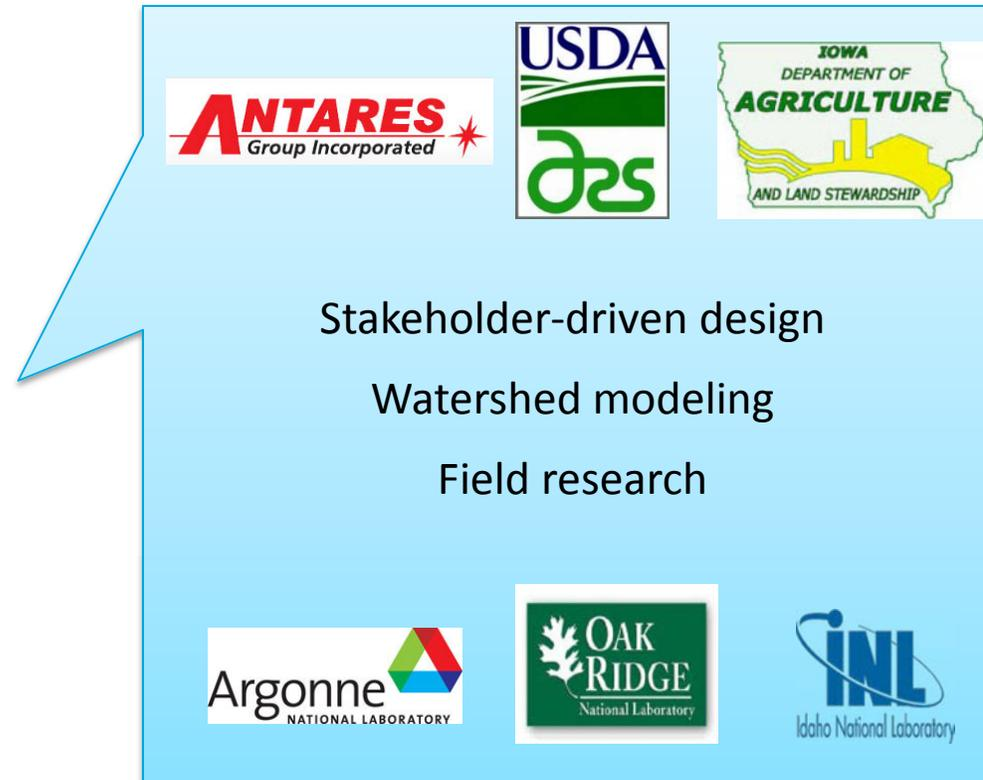 ANTARES
Group Incorporated
USDA
ars
IOWA
DEPARTMENT OF
AGRICULTURE
AND LAND STEWARDSHIP
Stakeholder-driven design
Watershed modeling
Field research
Argonne
NATIONAL LABORATORY
OAK
RIDGE
National Laboratory
INL
Idaho National Laboratory